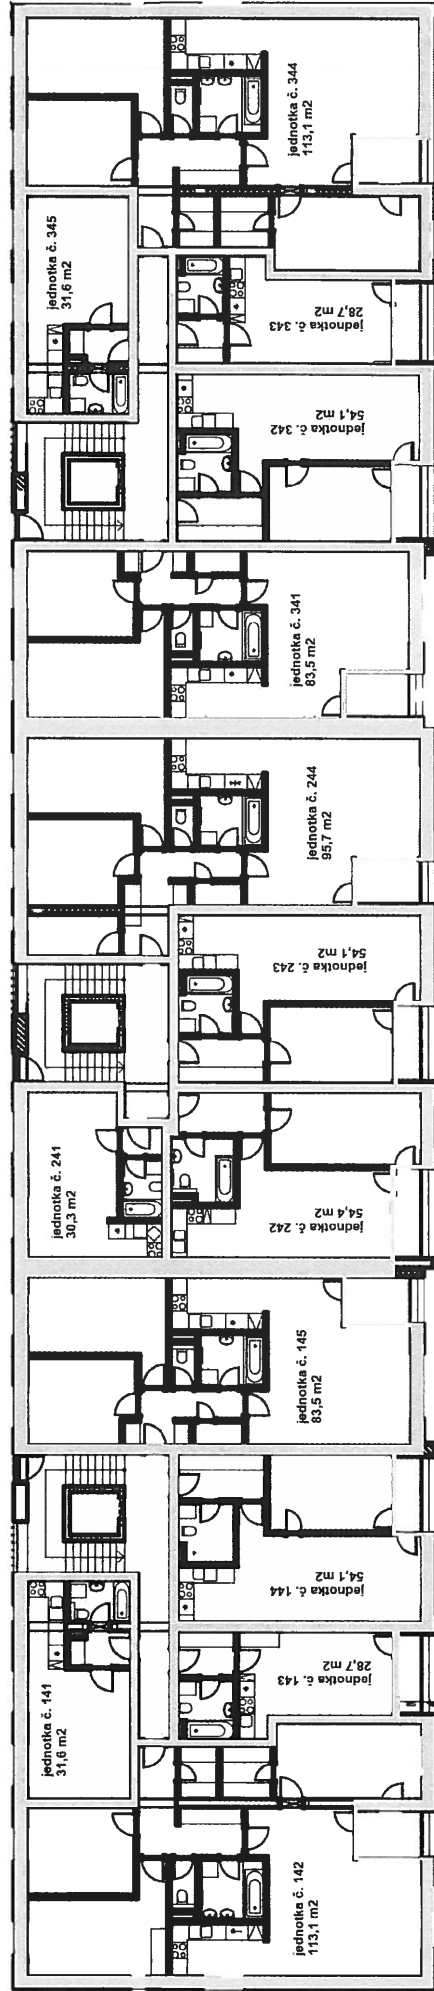 jednotka č. 344
113,1 m2
jednotka č. 345
31,6 m2
jednotka č. 343
28,7 m2
jednotka č. 342
54,1 m2
jednotka č. 341
83,5 m2
jednotka č. 244
95,7 m2
jednotka č. 243
54,1 m2
jednotka č. 241
30,3 m2
jednotka č. 242
54,4 m2
jednotka č. 145
83,5 m2
jednotka č. 144
54,1 m2
jednotka č. 141
31,6 m2
jednotka č. 143
28,7 m2
jednotka č. 142
113,1 m2